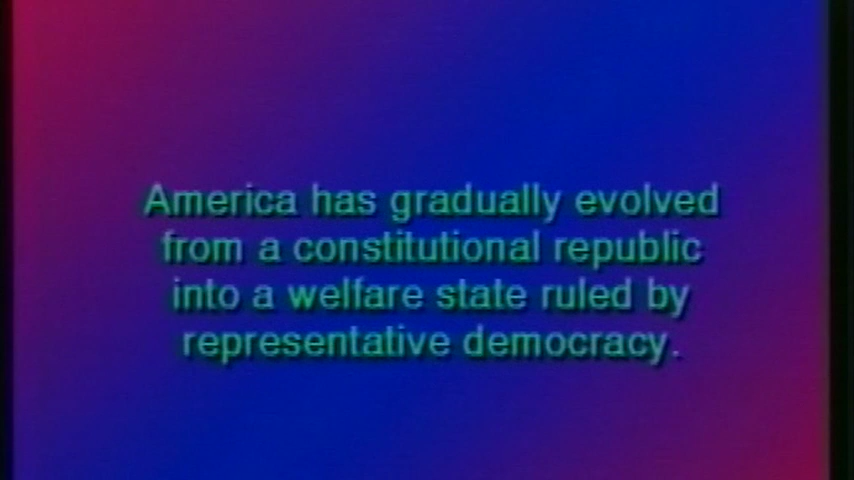 America has gradually evolved
from a constitutional republic
into a welfare state ruled by
representative democracy.